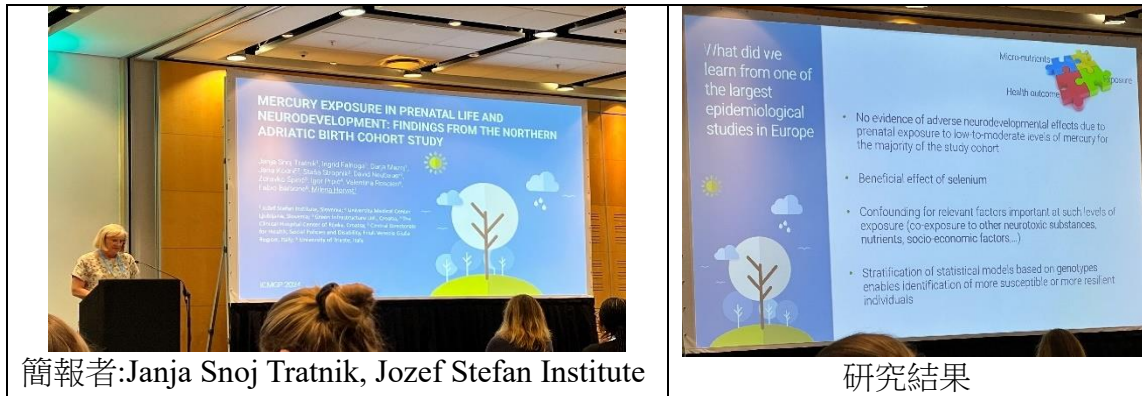 MERCURY EXPOSURE IN PRENATAL LIFE AND
NEURODEVELOPMENT: FINDINGS FROM THE NORTHERN
ADRIATIC BIRTH COHORT STUDY
Janja Snoj Tratnik
ICMGP 2024
簡報者:Janja Snoj Tratnik, Jozef Stefan Institute
What did we
learn from one of
the largest
epidemiological
studies in Europe
Micro-nutrients
Exposure
Health outcome
• No evidence of adverse neurodevelopmental effects due to
prenatal exposure to low-to-moderate levels of mercury for
the majority of the study cohort
• Beneficial effect of selenium
• Confounding for relevant factors important at such levels of
exposure (co-exposure to other neurotoxic substances,
nutrients, socio-economic factors...)
• Stratification of statistical models based on genotypes
enables identification of more susceptible or more resilient
individuals
研究結果